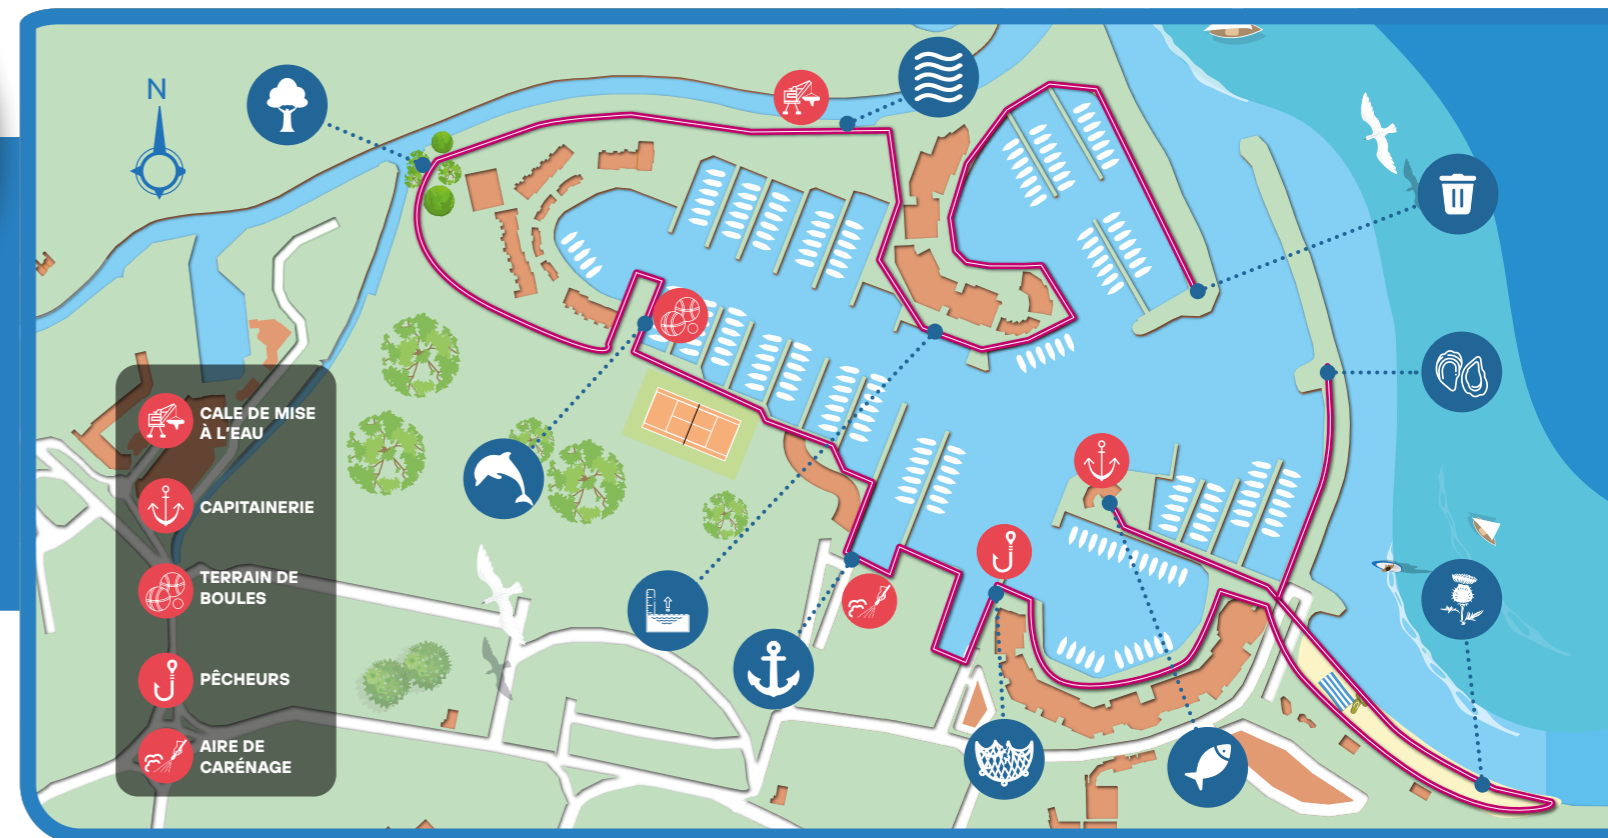 N
CALE DE MISE
À L'EAU
CAPITAINERIE
TERRAIN DE
BOULES
PÊCHEURS
AIRE DE
CARÉNAGE